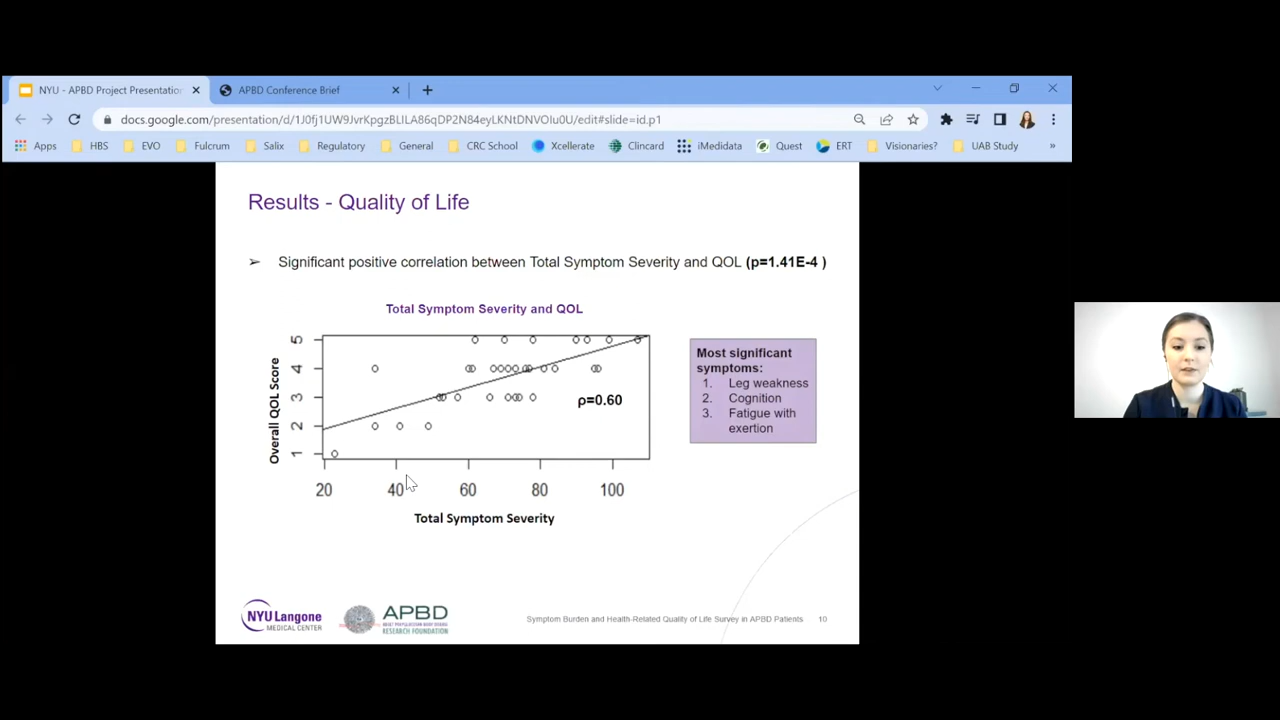 NYU - APBD Project Presentation
APBD Conference Brief
docs.google.com/presentation/d/1J0fj1UW9JvrKpgzBLILA86qDP2N84eyLKNtDNVOIu0U/edit#slide=id.p1
Apps HBS EVO Fulcrum Salix Regulatory General CRC School Xcellerate Clincard iMedidata Quest ERT Visionaries? UAB Study »
Results - Quality of Life
➢ Significant positive correlation between Total Symptom Severity and QOL (p=1.41E-4 )
Total Symptom Severity and QOL
Overall QOL Score
5
4
3
2
1
ρ=0.60
20 40 60 80 100
Total Symptom Severity
Most significant
symptoms:
1. Leg weakness
2. Cognition
3. Fatigue with
exertion
NYU Langone
MEDICAL CENTER
APBD
RESEARCH FOUNDATION
Symptom Burden and Health-Related Quality of Life Survey in APBD Patients 10